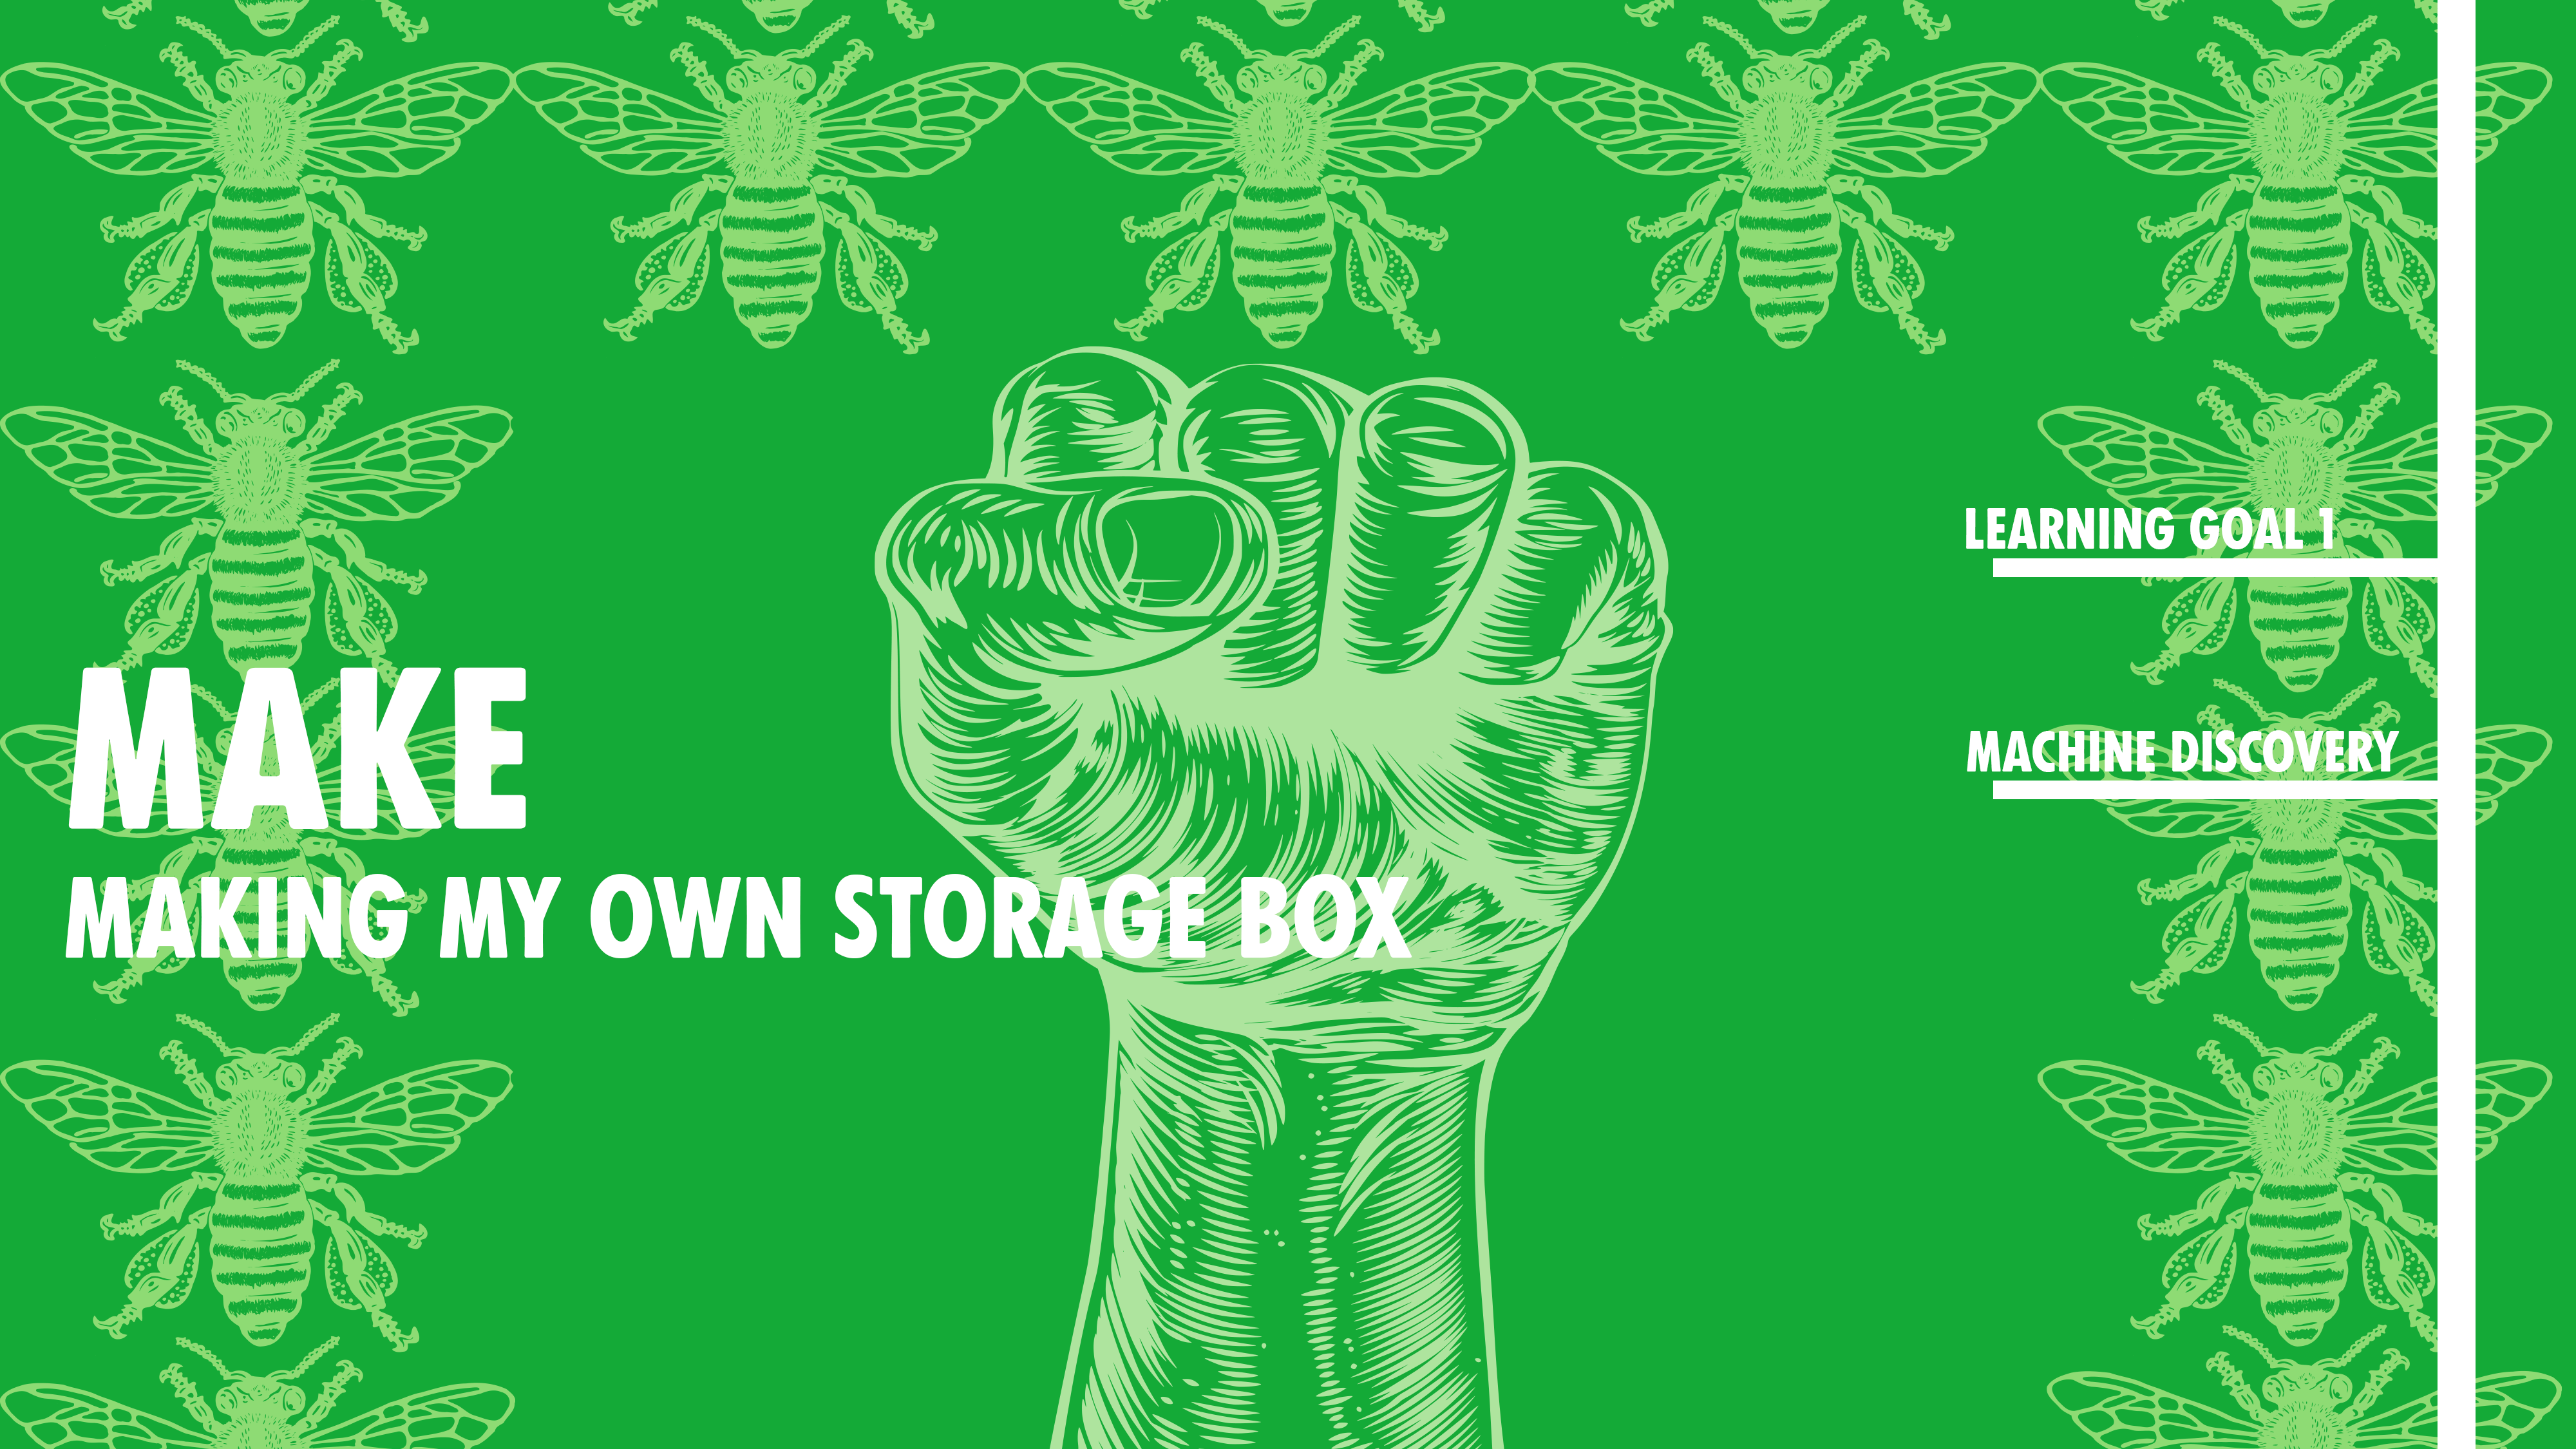 MAKE
MAKING MY OWN STORAGE BOX
LEARNING GOAL 1
MACHINE DISCOVERY